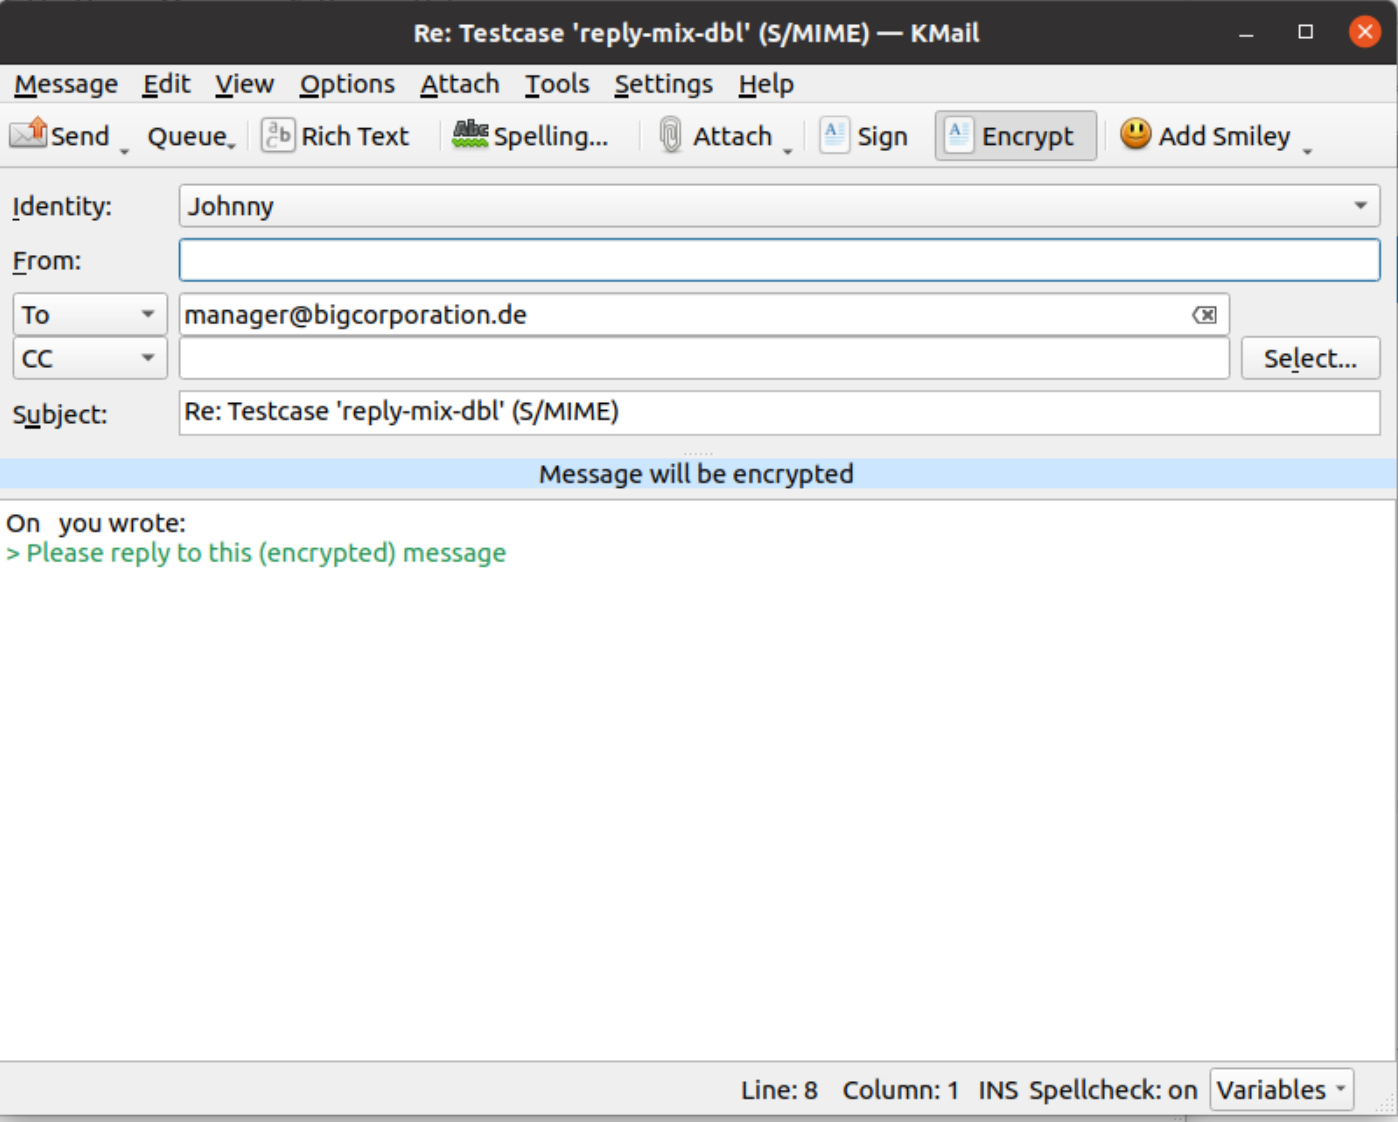 Re: Testcase 'reply-mix-dbl' (S/MIME) — KMail
Message Edit View Options Attach Tools Settings Help
Send Queue ab c Rich Text Abc Spelling... Attach A Sign A Encrypt Add Smiley
Identity: Johnny
From:
To manager@bigcorporation.de
CC Select...
Subject: Re: Testcase 'reply-mix-dbl' (S/MIME)
Message will be encrypted
On you wrote:
> Please reply to this (encrypted) message
Line: 8 Column: 1 INS Spellcheck: on Variables